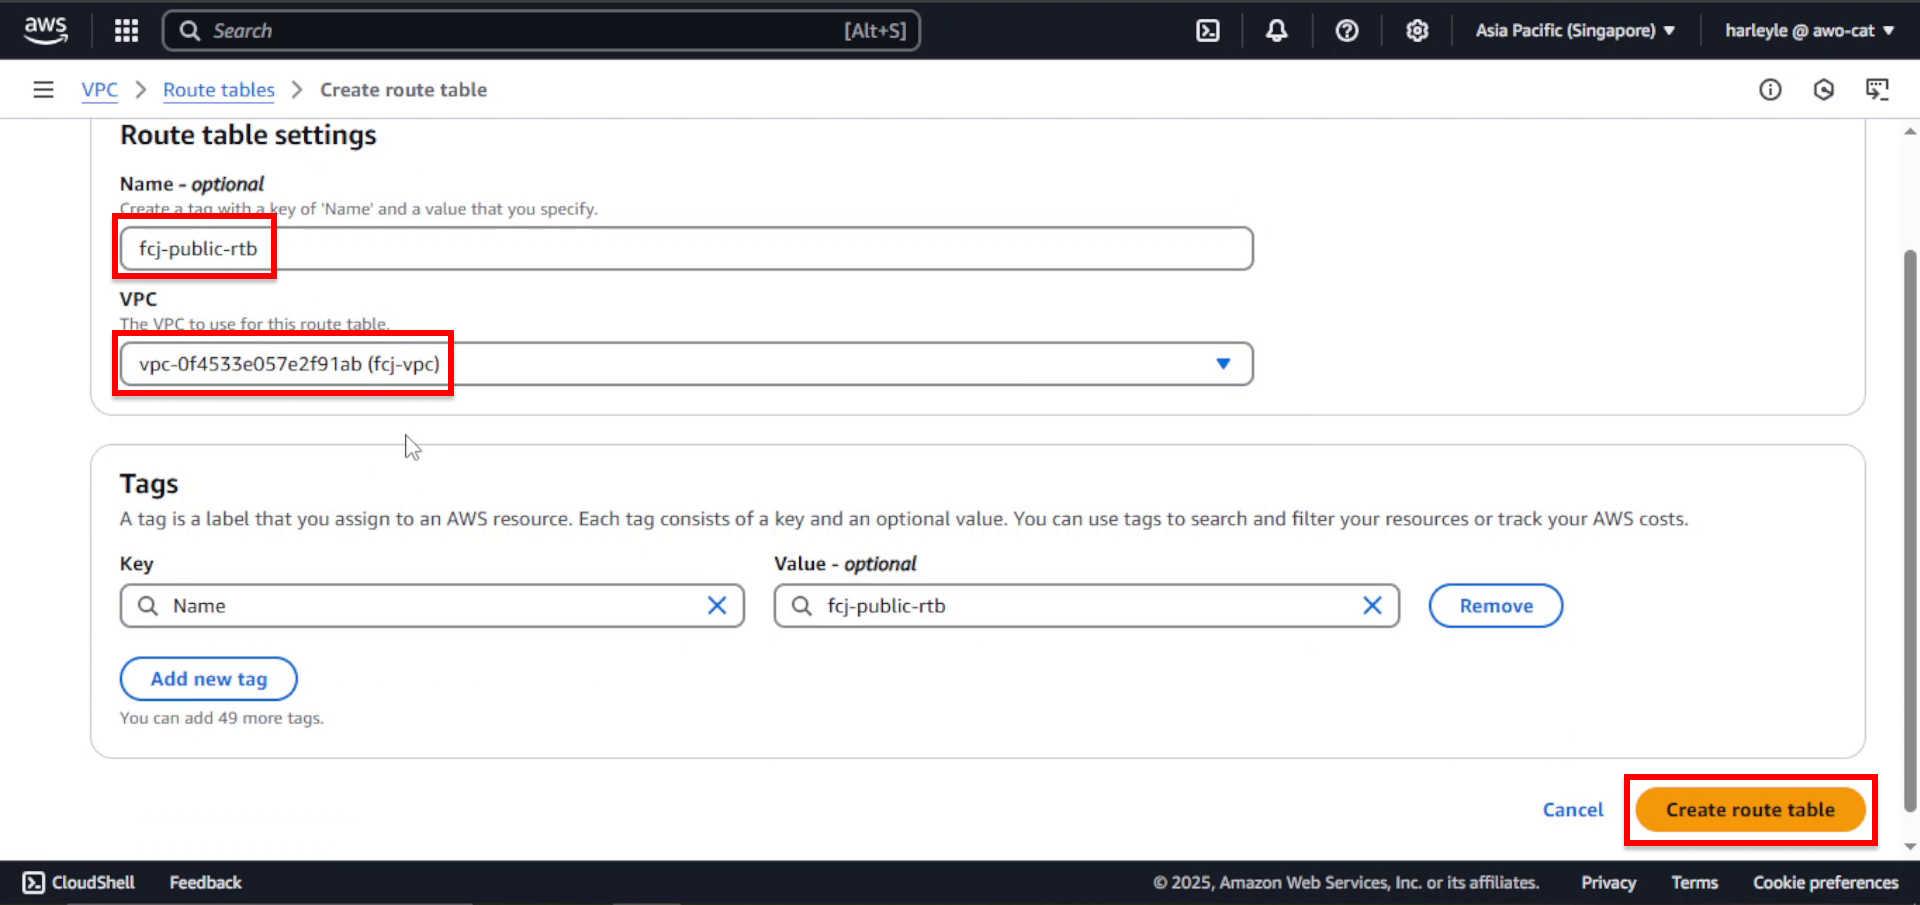 aws
Search [Alt+S]
Asia Pacific (Singapore) ▼
harleyle @ awo-cat ▼
VPC > Route tables > Create route table
Route table settings
Name - optional
Create a tag with a key of 'Name' and a value that you specify.
fcj-public-rtb
VPC
The VPC to use for this route table.
vpc-0f4533e057e2f91ab (fcj-vpc)
Tags
A tag is a label that you assign to an AWS resource. Each tag consists of a key and an optional value. You can use tags to search and filter your resources or track your AWS costs.
Key
Value - optional
Name
fcj-public-rtb
Remove
Add new tag
You can add 49 more tags.
Cancel
Create route table
CloudShell
Feedback
© 2025, Amazon Web Services, Inc. or its affiliates.
Privacy
Terms
Cookie preferences